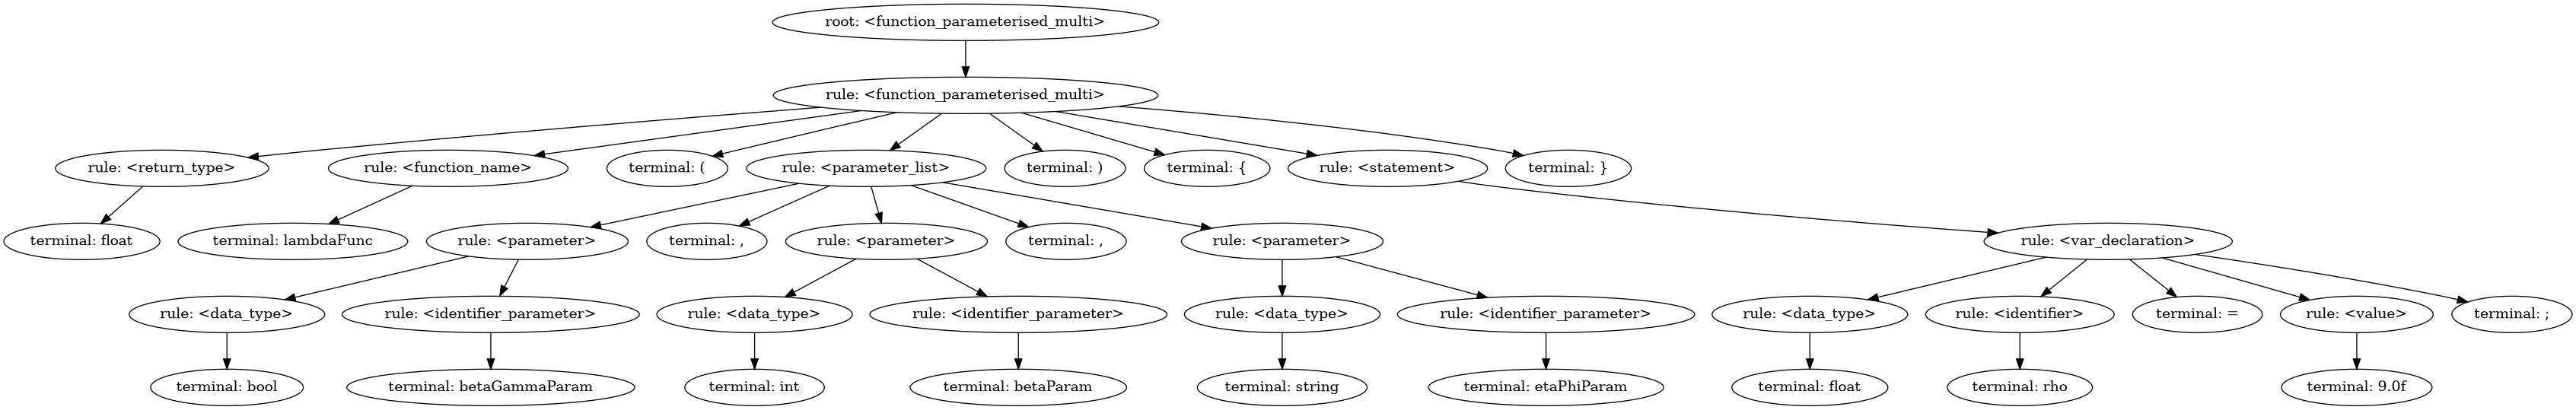 root: <function_parameterised_multi>
rule: <function_parameterised_multi>
rule: <return_type>
rule: <function_name>
terminal: (
rule: <parameter_list>
terminal: )
terminal: {
rule: <statement>
terminal: }
terminal: float
terminal: lambdaFunc
rule: <parameter>
terminal: ,
rule: <parameter>
terminal: ,
rule: <parameter>
rule: <var_declaration>
rule: <data_type>
rule: <identifier_parameter>
rule: <data_type>
rule: <identifier_parameter>
rule: <data_type>
rule: <identifier_parameter>
rule: <data_type>
rule: <identifier>
terminal: =
rule: <value>
terminal: ;
terminal: bool
terminal: betaGammaParam
terminal: int
terminal: betaParam
terminal: string
terminal: etaPhiParam
terminal: float
terminal: rho
terminal: 9.0f